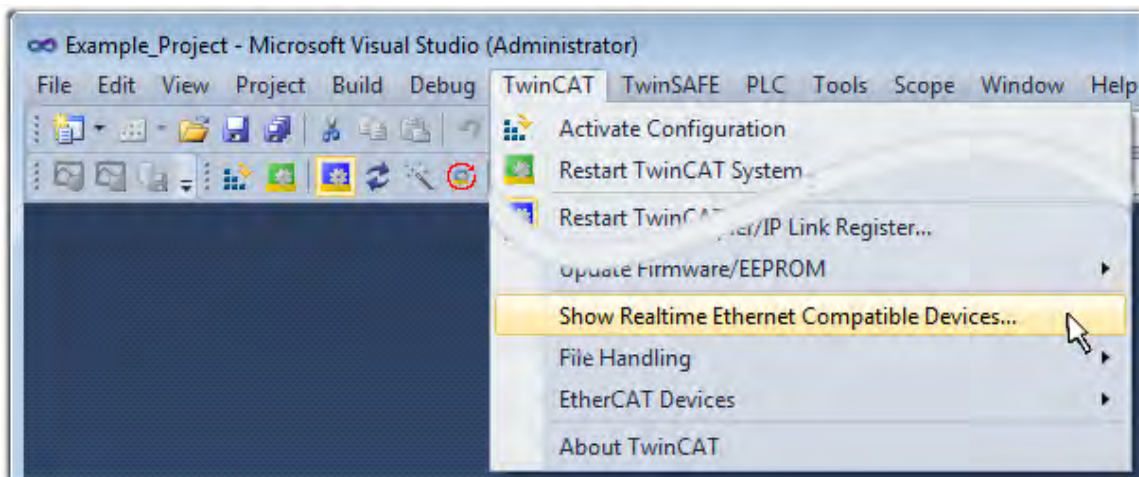 Example_Project - Microsoft Visual Studio (Administrator)
File Edit View Project Build Debug TwinCAT TwinSAFE PLC Tools Scope Window Help
Activate Configuration
Restart TwinCAT System
Restart
/IP Link Register...
Update Firmware/EEPROM
Show Realtime Ethernet Compatible Devices...
File Handling
EtherCAT Devices
About TwinCAT